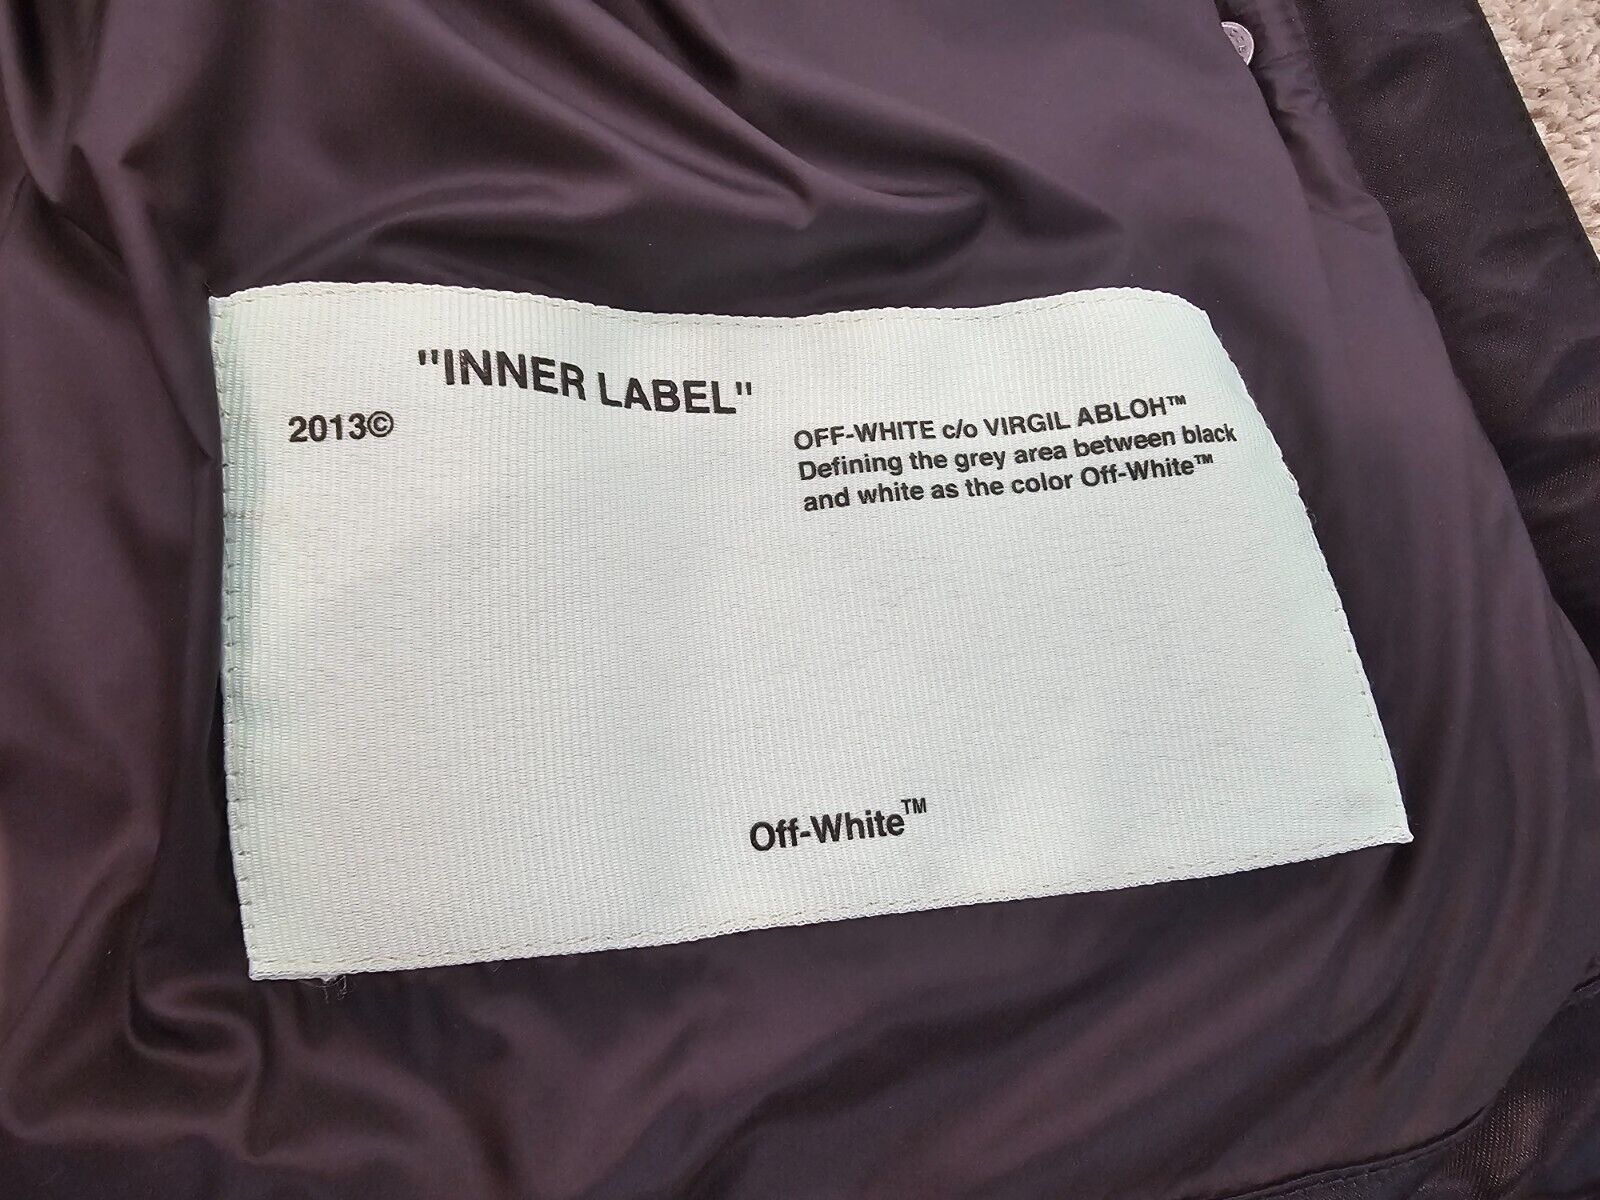 "INNER LABEL"
2013©
OFF-WHITE c/o VIRGIL ABLOH™
Defining the grey area between black
and white as the color Off-White™
Off-White™